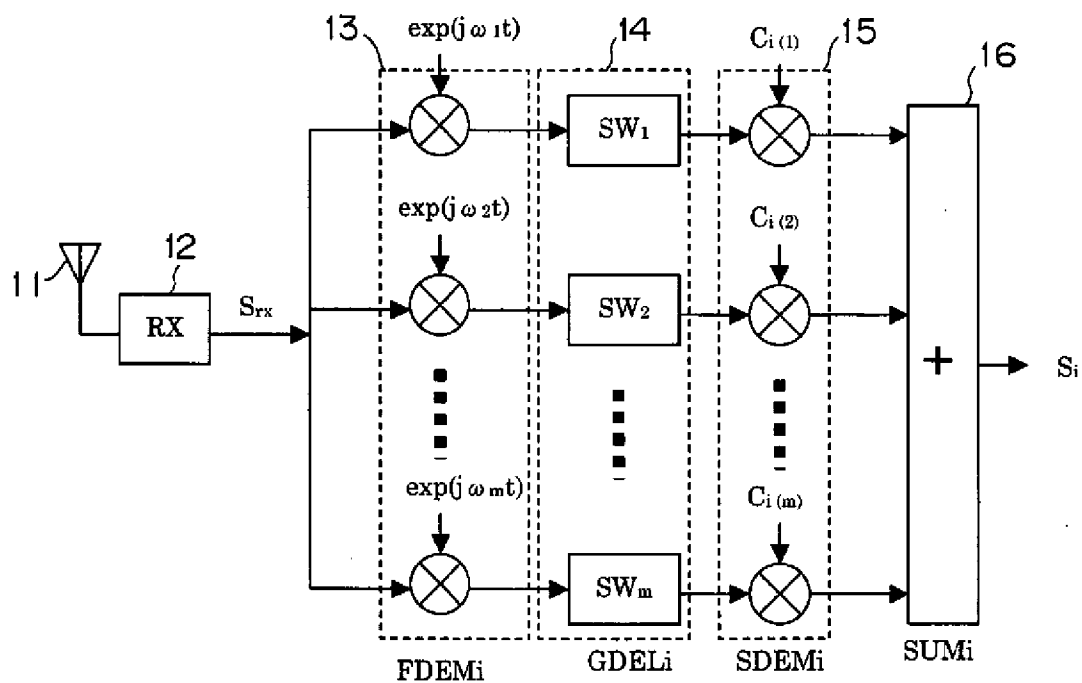 13
exp(jω1t)
14
Ci(1)
15
16
SW1
exp(jω2t)
Ci(2)
11
12
RX
Srx
SW2
+
Si
exp(jωmt)
Ci(m)
SWm
FDEMi
GDELi
SDEMi
SUMi